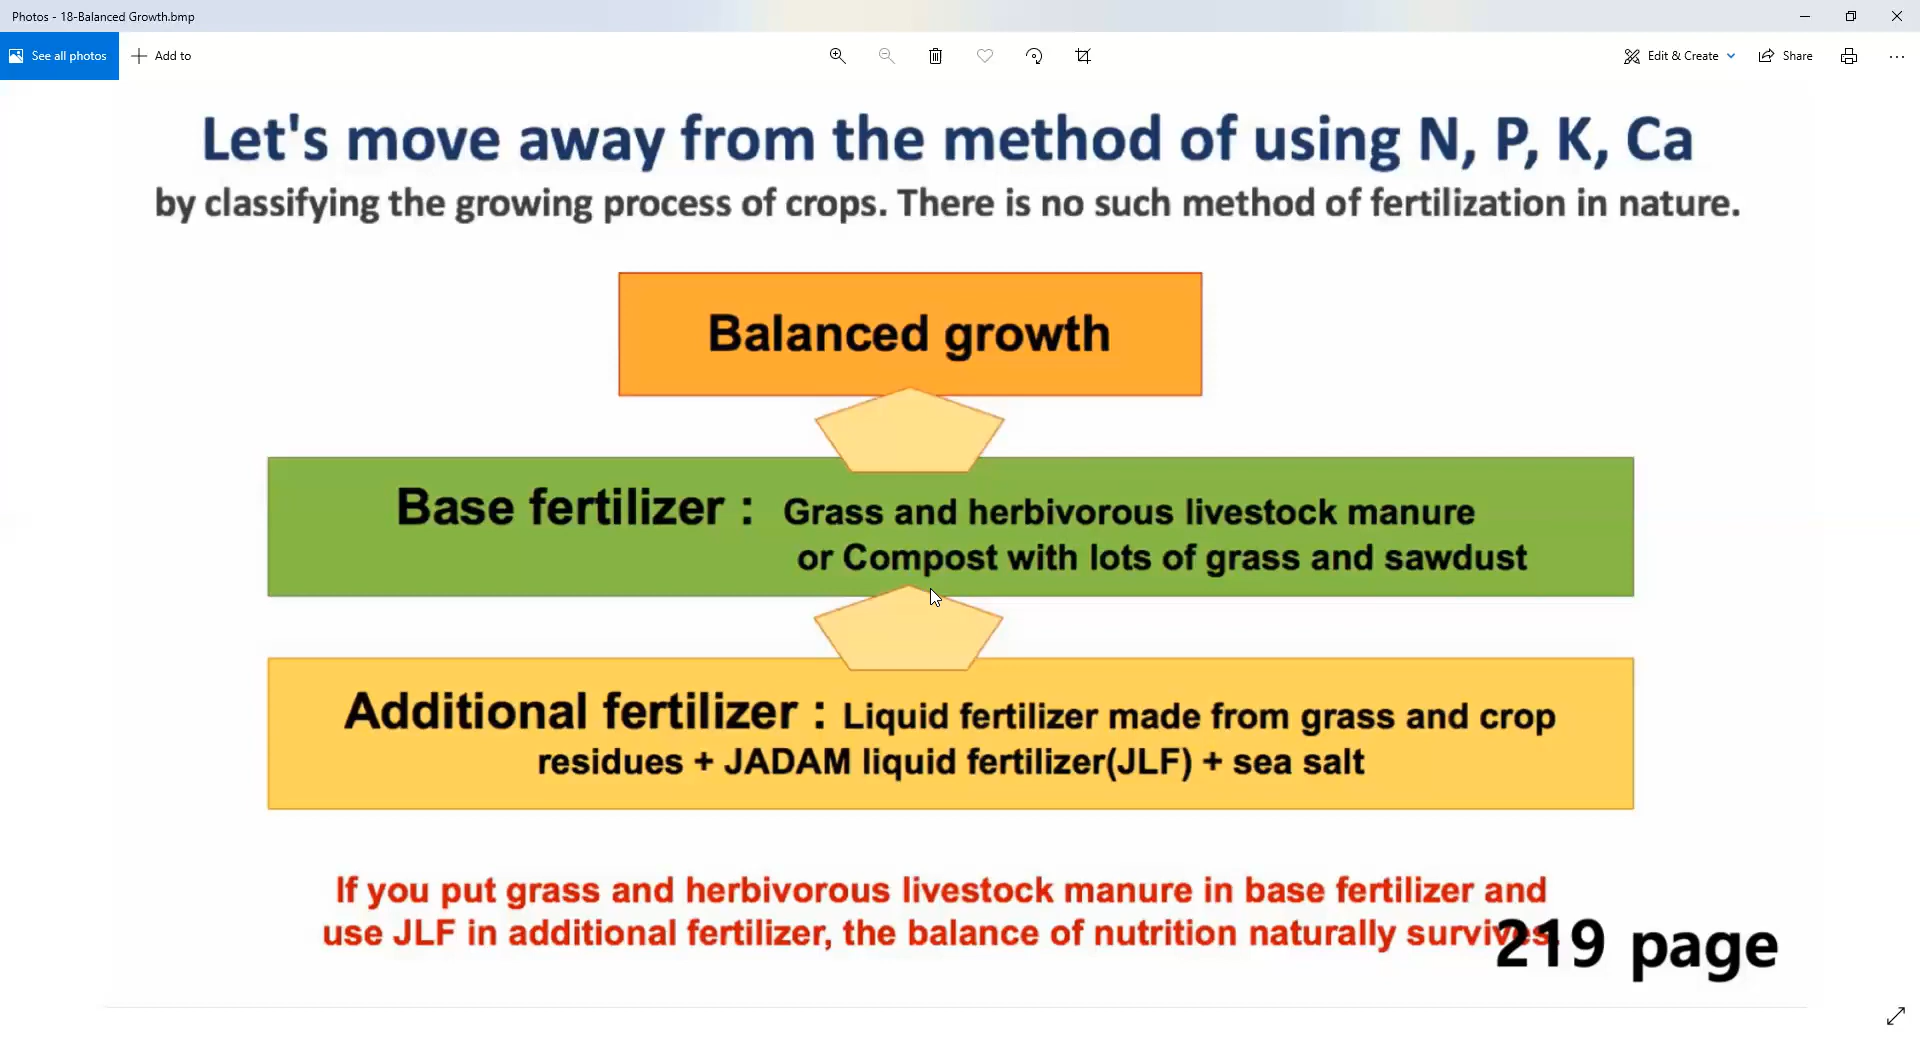 Photos - 18-Balanced Growth.bmp
See all photos
Add to
Edit & Create
Share
Let's move away from the method of using N, P, K, Ca
by classifying the growing process of crops. There is no such method of fertilization in nature.
Balanced growth
Base fertilizer : Grass and herbivorous livestock manure
or Compost with lots of grass and sawdust
Additional fertilizer : Liquid fertilizer made from grass and crop
residues + JADAM liquid fertilizer(JLF) + sea salt
If you put grass and herbivorous livestock manure in base fertilizer and
use JLF in additional fertilizer, the balance of nutrition naturally survives.
219 page